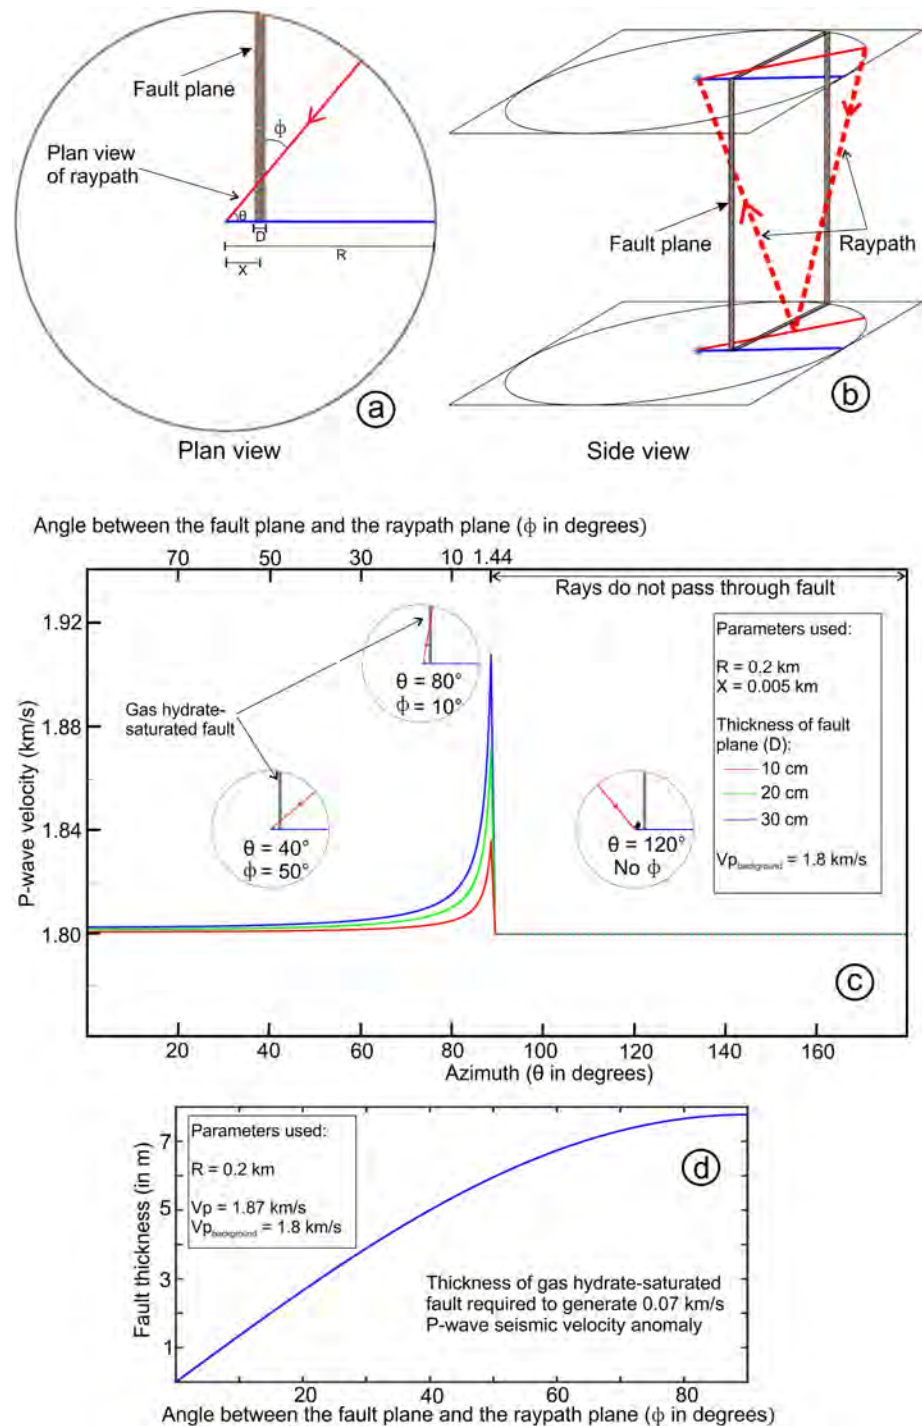 Fault plane
ϕ
Plan view
of raypath
θ
D
R
X
a
Plan view
Fault plane
Raypath
b
Side view
Angle between the fault plane and the raypath plane (ϕ in degrees)
70 50 30 10 1.44
Rays do not pass through fault
1.92
1.88
1.84
1.80
P-wave velocity (km/s)
Gas hydrate-
saturated fault
θ = 80°
ϕ = 10°
θ = 40°
ϕ = 50°
θ = 120°
No ϕ
Parameters used:
R = 0.2 km
X = 0.005 km
Thickness of fault
plane (D):
10 cm
20 cm
30 cm
Vp background = 1.8 km/s
c
20 40 60 80 100 120 140 160
Azimuth (θ in degrees)
Parameters used:
R = 0.2 km
Vp = 1.87 km/s
Vp background = 1.8 km/s
d
7
5
3
1
Fault thickness (in m)
Thickness of gas hydrate-saturated
fault required to generate 0.07 km/s
P-wave seismic velocity anomaly
20 40 60 80
Angle between the fault plane and the raypath plane (ϕ in degrees)